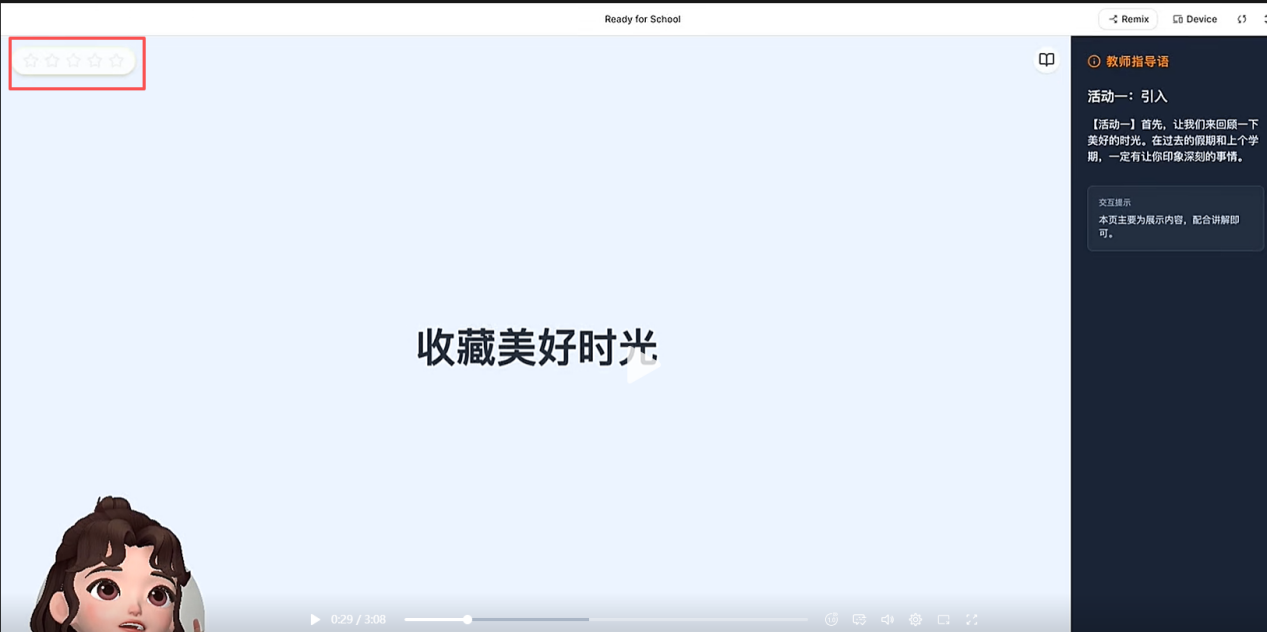 Ready for School
Remix
Device
教师指导语
活动一：引入
【活动一】首先，让我们来回顾一下
美好的时光。在过去的假期和上个学
期，一定有让你印象深刻的事情。
交互提示
本页主要为展示内容，配合讲解即
可。
收藏美好时光
0:29 / 3:08